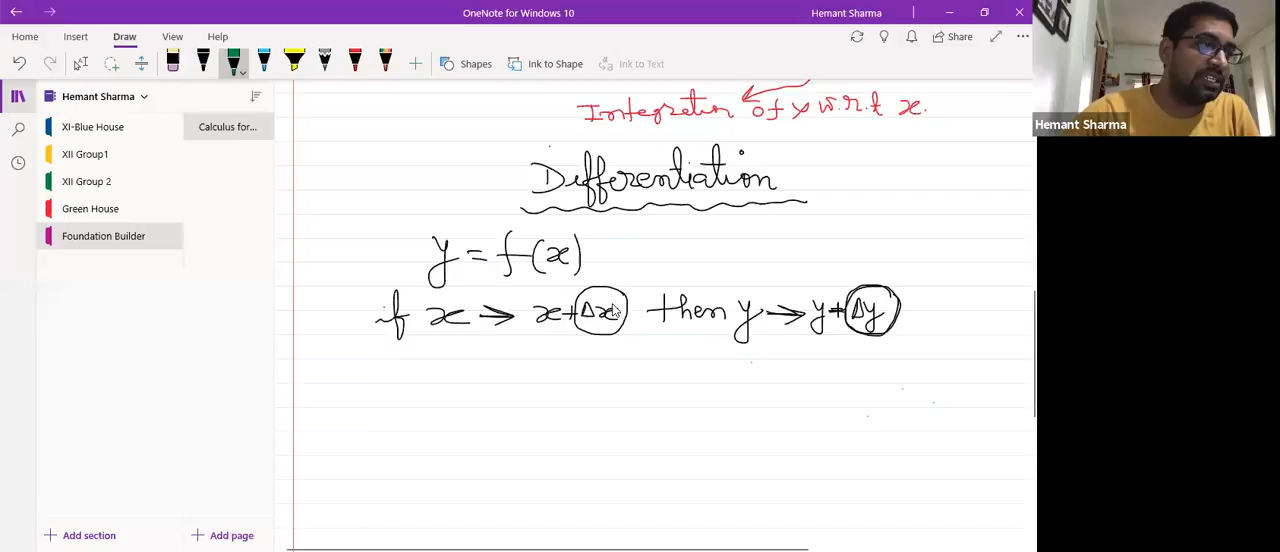 OneNote for Windows 10
Hemant Sharma
Home Insert Draw View Help
Share
Shapes Ink to Shape Ink to Text
Hemant Sharma
XI-Blue House
XII Group1
XII Group 2
Green House
Foundation Builder
Add section
Calculus for...
Add page
Integration of y w.r.t x.
Differentiation
y = f(x)
if x → x+Δx then y → y+Δy
Hemant Sharma